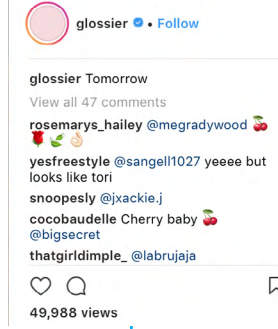 glossier • Follow
glossier Tomorrow
View all 47 comments
rosemarys_hailey @megradywood 🍒
🌹🍃👌🏻
yesfreestyle @sangell1027 yeeee but
looks like tori
snoopesly @jxackie.j
cocobaudelle Cherry baby 🍒
@bigsecret
thatgirldimple_ @labrujaja
49,988 views